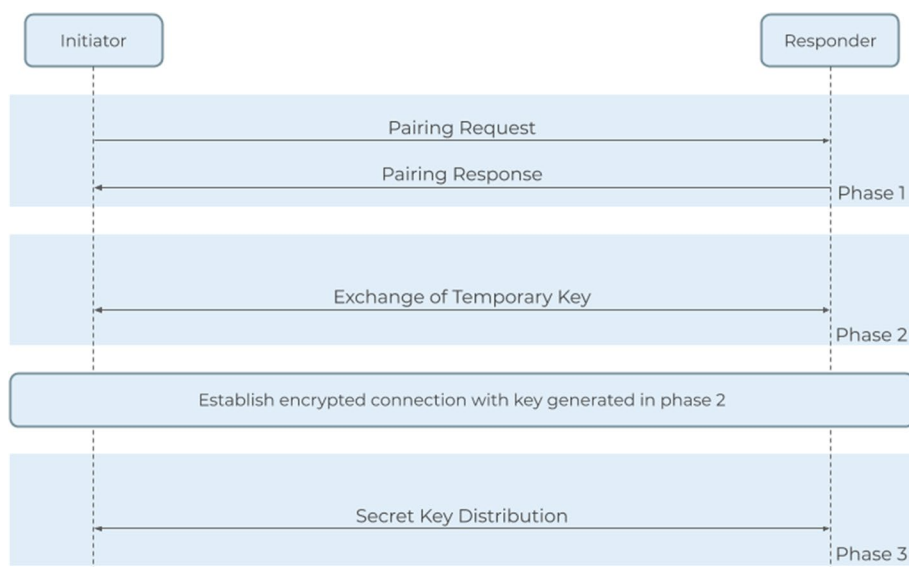 Initiator
Responder
Pairing Request
Pairing Response
Phase 1
Exchange of Temporary Key
Phase 2
Establish encrypted connection with key generated in phase 2
Secret Key Distribution
Phase 3